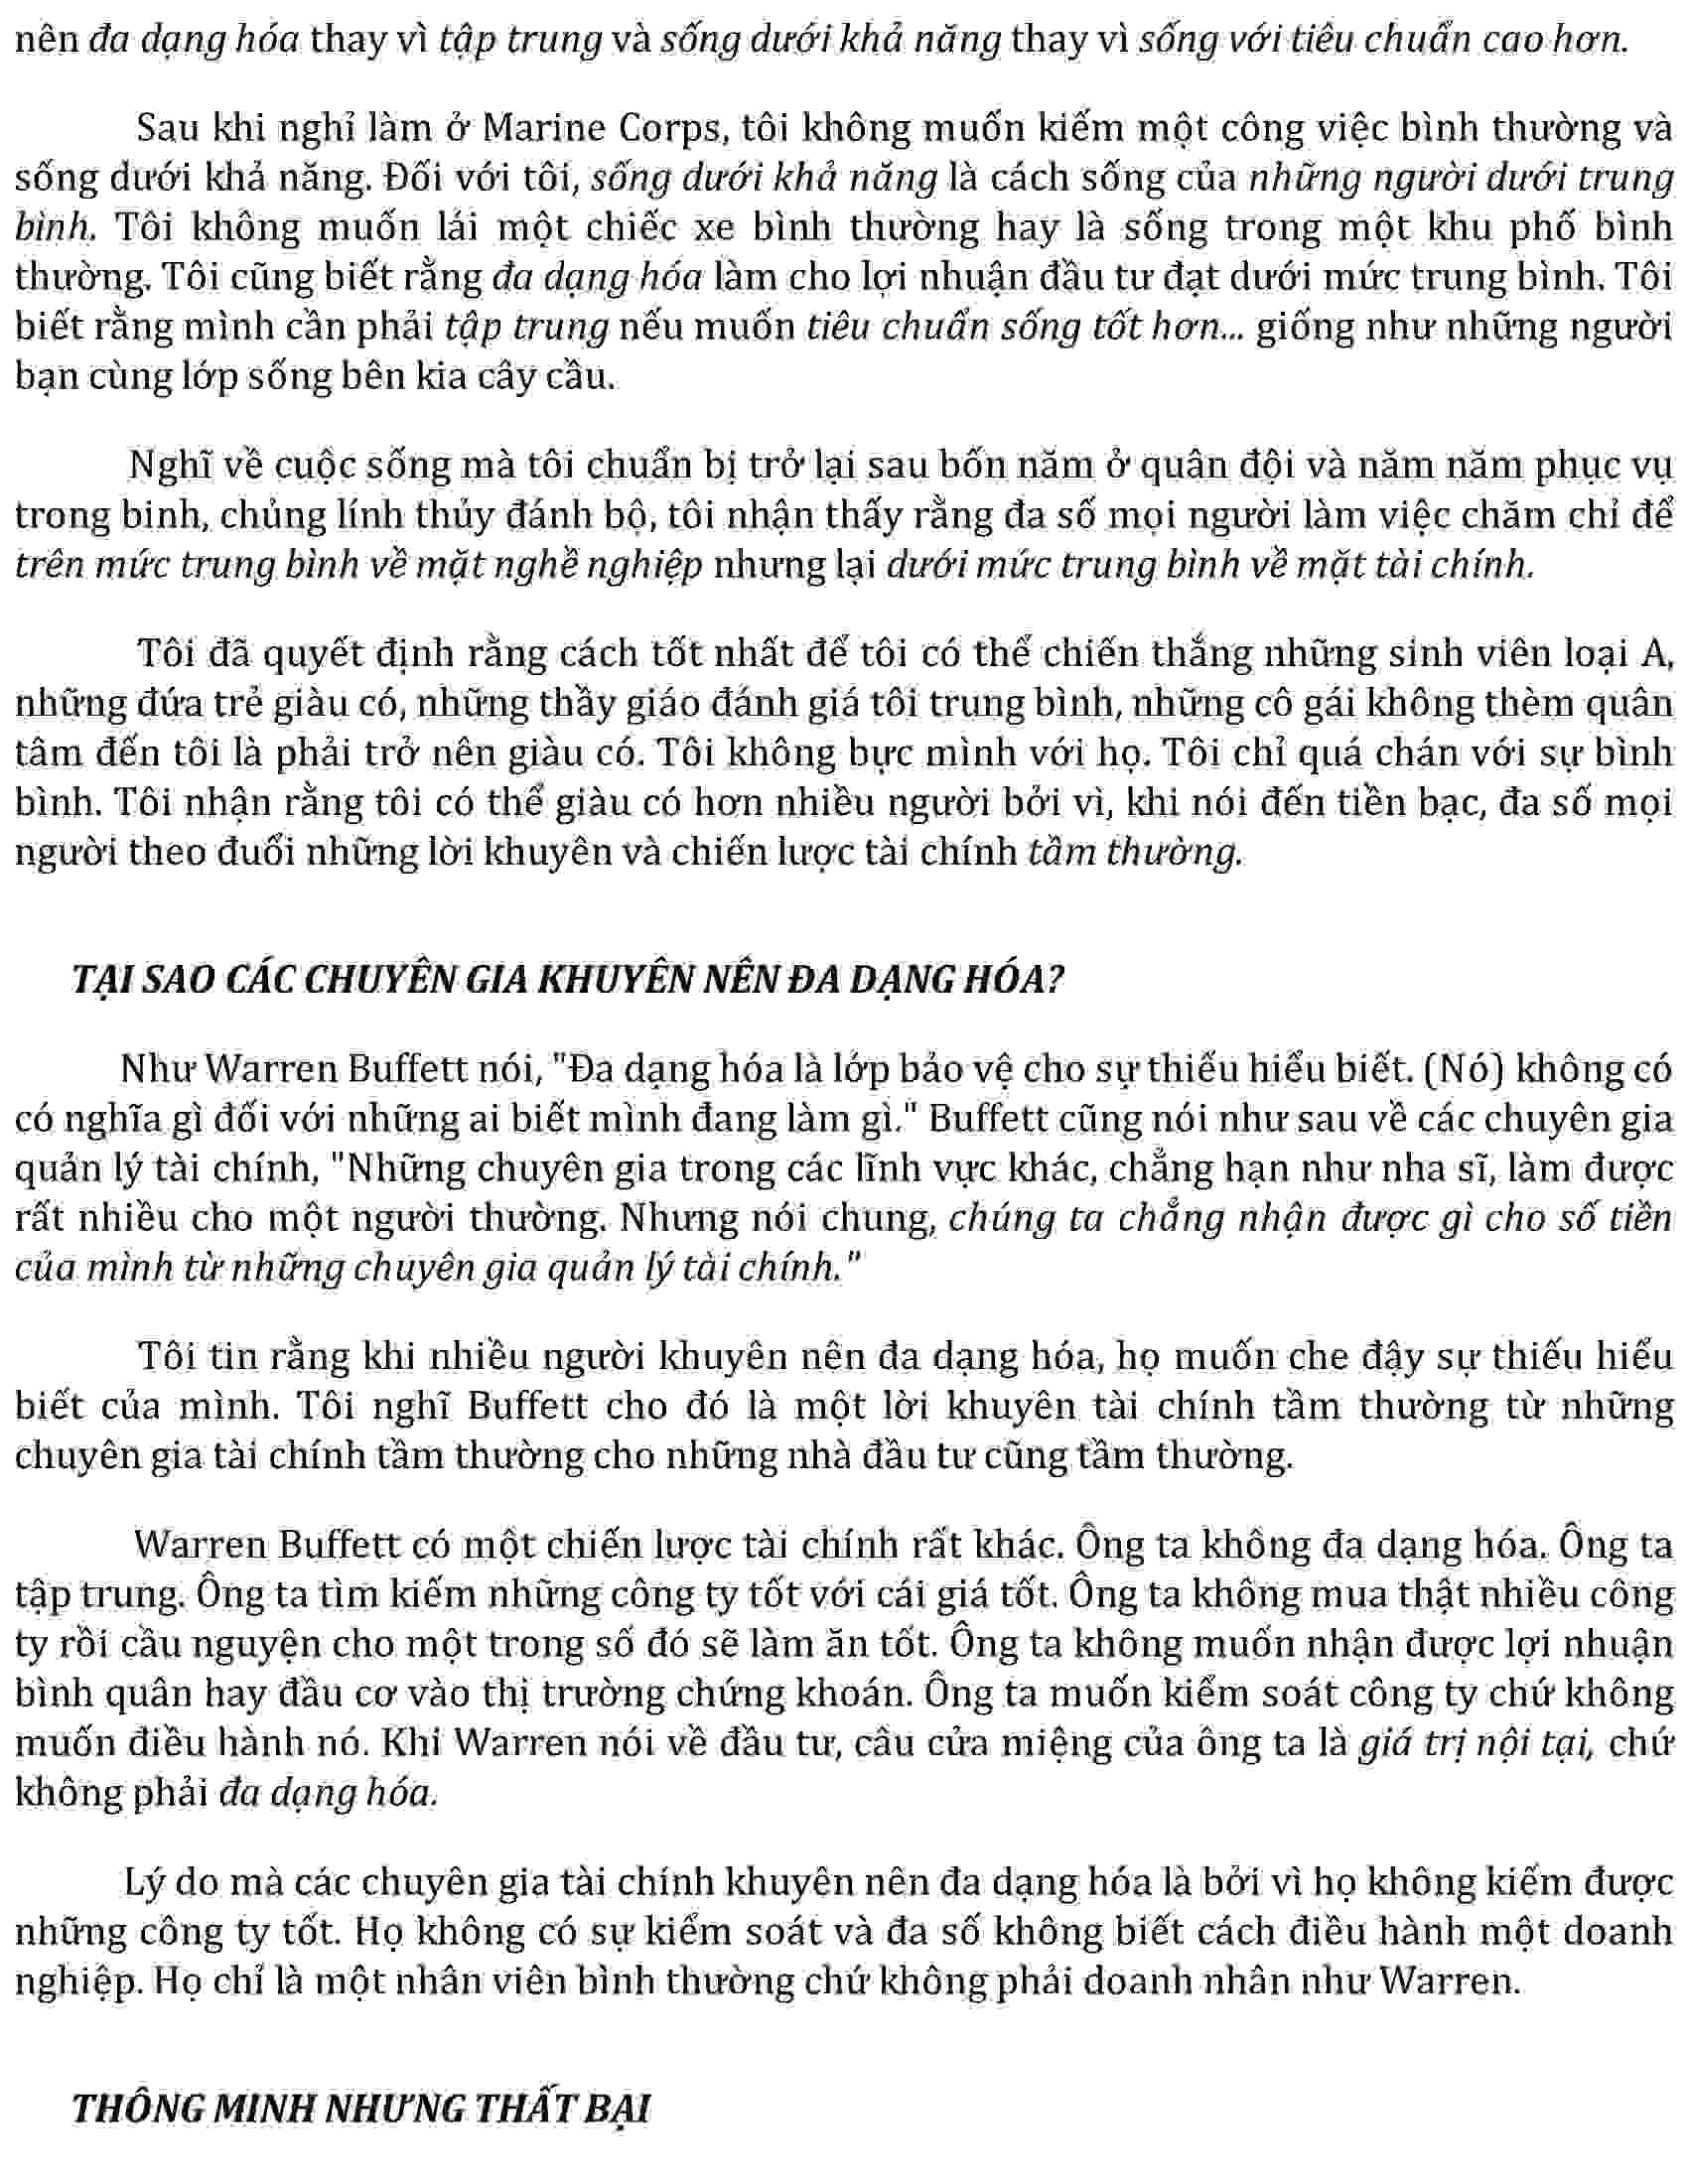 nên đa dạng hóa thay vì tập trung và sống dưới khả năng thay vì sống với tiêu chuẩn cao hơn.
Sau khi nghỉ làm ở Marine Corps, tôi không muốn kiếm một công việc bình thường và
sống dưới khả năng. Đối với tôi, sống dưới khả năng là cách sống của những người dưới trung
bình. Tôi không muốn lái một chiếc xe bình thường hay là sống trong một khu phố bình
thường. Tôi cũng biết rằng đa dạng hóa làm cho lợi nhuận đầu tư đạt dưới mức trung bình. Tôi
biết rằng mình cần phải tập trung nếu muốn tiêu chuẩn sống tốt hơn... giống như những người
bạn cùng lớp sống bên kia cây cầu.
Nghĩ về cuộc sống mà tôi chuẩn bị trở lại sau bốn năm ở quân đội và năm năm phục vụ
trong binh, chủng lính thủy đánh bộ, tôi nhận thấy rằng đa số mọi người làm việc chăm chỉ để
trên mức trung bình về mặt nghề nghiệp nhưng lại dưới mức trung bình về mặt tài chính.
Tôi đã quyết định rằng cách tốt nhất để tôi có thể chiến thắng những sinh viên loại A,
những đứa trẻ giàu có, những thầy giáo đánh giá tôi trung bình, những cô gái không thèm quân
tâm đến tôi là phải trở nên giàu có. Tôi không bực mình với họ. Tôi chỉ quá chán với sự bình
bình. Tôi nhận rằng tôi có thể giàu có hơn nhiều người bởi vì, khi nói đến tiền bạc, đa số mọi
người theo đuổi những lời khuyên và chiến lược tài chính tầm thường.
TẠI SAO CÁC CHUYÊN GIA KHUYÊN NÊN ĐA DẠNG HÓA?
Như Warren Buffett nói, "Đa dạng hóa là lớp bảo vệ cho sự thiếu hiểu biết. (Nó) không có
có nghĩa gì đối với những ai biết mình đang làm gì." Buffett cũng nói như sau về các chuyên gia
quản lý tài chính, "Những chuyên gia trong các lĩnh vực khác, chẳng hạn như nha sĩ, làm được
rất nhiều cho một người thường. Nhưng nói chung, chúng ta chẳng nhận được gì cho số tiền
của mình từ những chuyên gia quản lý tài chính."
Tôi tin rằng khi nhiều người khuyên nên đa dạng hóa, họ muốn che đậy sự thiếu hiểu
biết của mình. Tôi nghĩ Buffett cho đó là một lời khuyên tài chính tầm thường từ những
chuyên gia tài chính tầm thường cho những nhà đầu tư cũng tầm thường.
Warren Buffett có một chiến lược tài chính rất khác. Ông ta không đa dạng hóa. Ông ta
tập trung. Ông ta tìm kiếm những công ty tốt với cái giá tốt. Ông ta không mua thật nhiều công
ty rồi cầu nguyện cho một trong số đó sẽ làm ăn tốt. Ông ta không muốn nhận được lợi nhuận
bình quân hay đầu cơ vào thị trường chứng khoán. Ông ta muốn kiểm soát công ty chứ không
muốn điều hành nó. Khi Warren nói về đầu tư, câu cửa miệng của ông ta là giá trị nội tại, chứ
không phải đa dạng hóa.
Lý do mà các chuyên gia tài chính khuyên nên đa dạng hóa là bởi vì họ không kiếm được
những công ty tốt. Họ không có sự kiểm soát và đa số không biết cách điều hành một doanh
nghiệp. Họ chỉ là một nhân viên bình thường chứ không phải doanh nhân như Warren.
THÔNG MINH NHƯNG THẤT BẠI